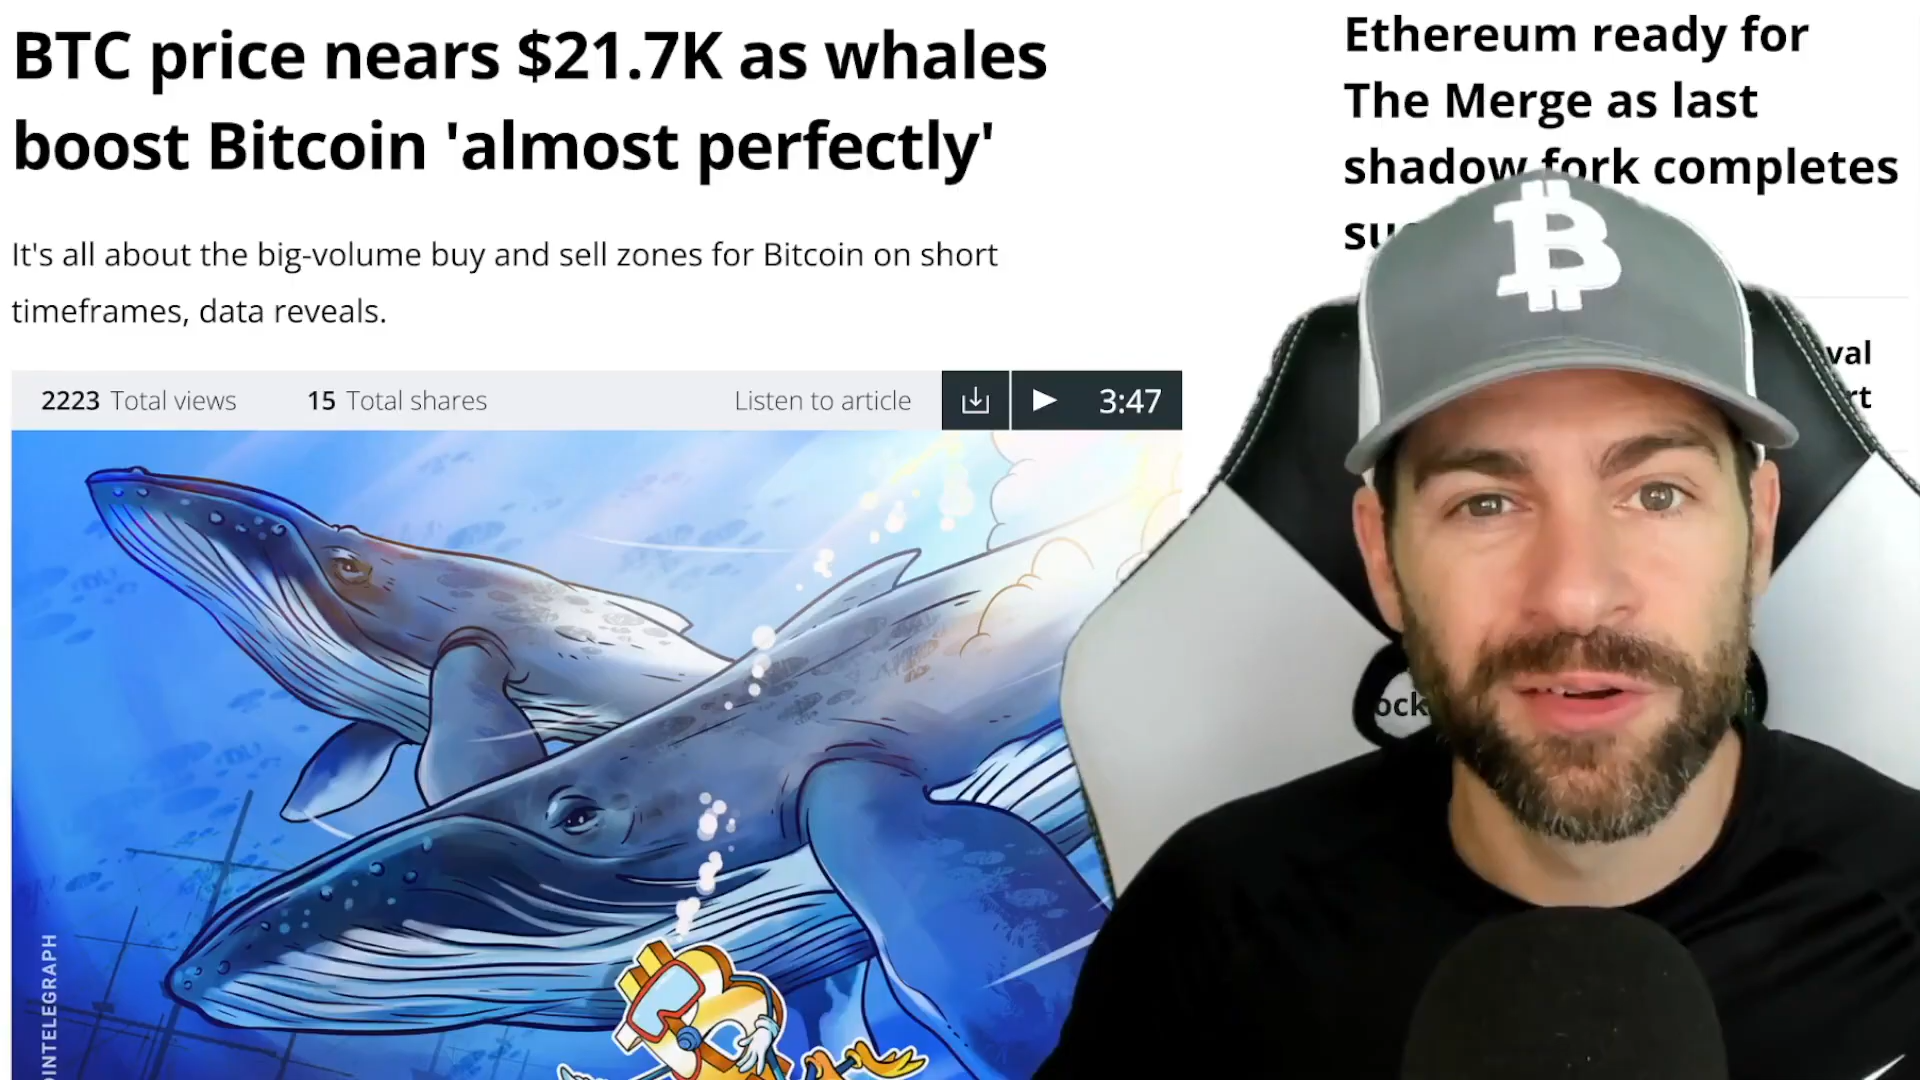 BTC price nears $21.7K as whales
boost Bitcoin 'almost perfectly'
It's all about the big-volume buy and sell zones for Bitcoin on short
timeframes, data reveals.
2223 Total views 15 Total shares Listen to article 3:47
Ethereum ready for
The Merge as last
shadow fork completes